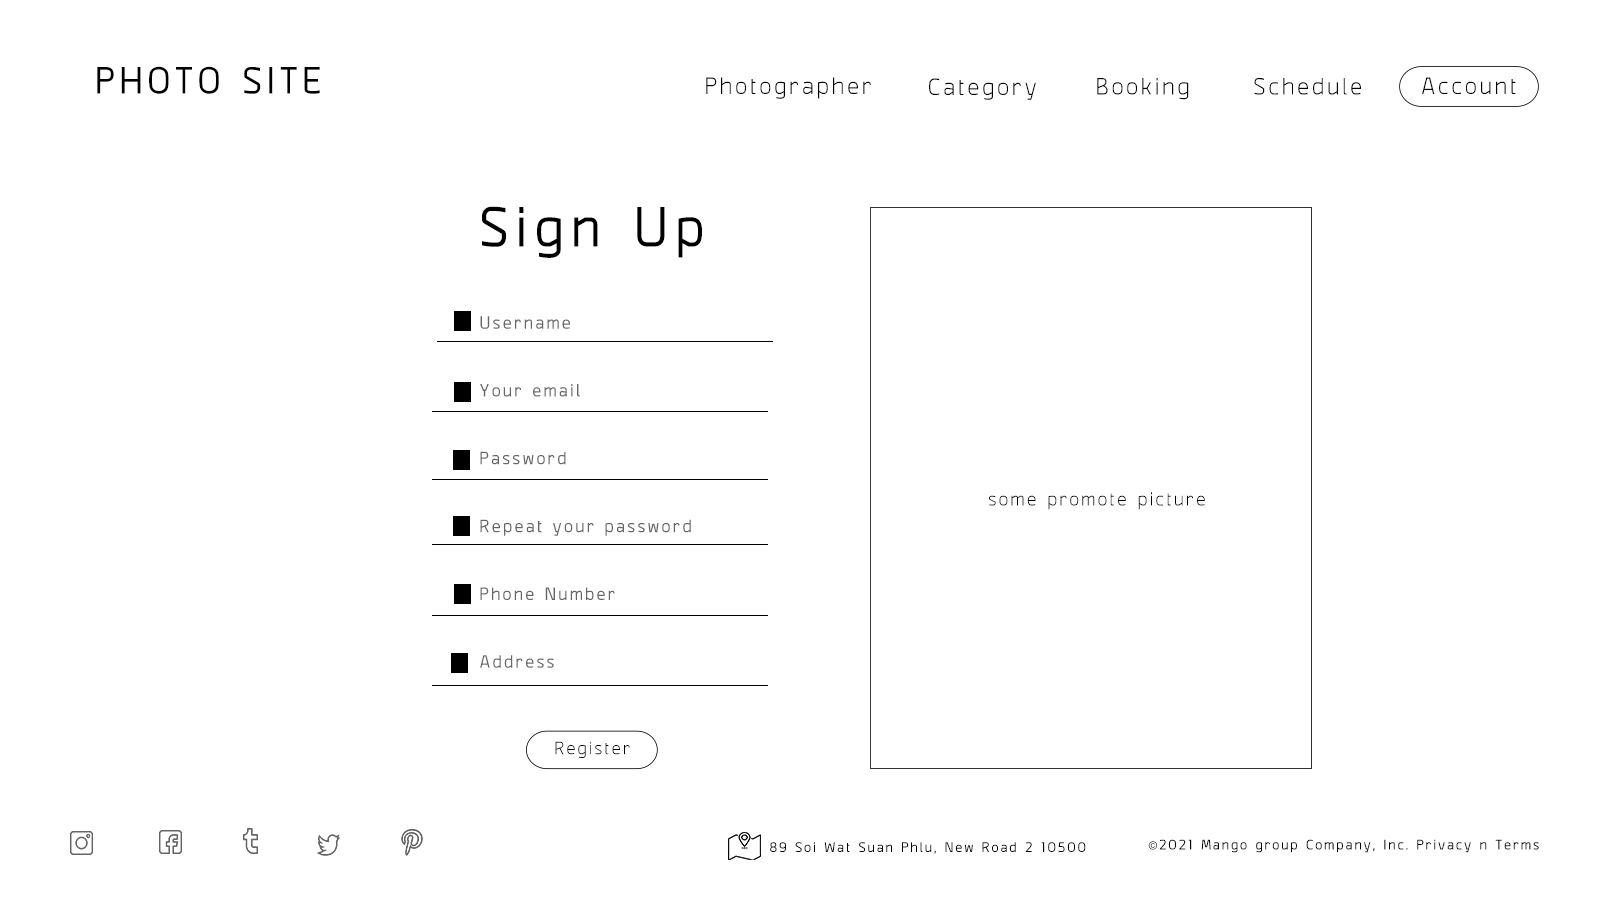 PHOTO SITE
Photographer Category Booking Schedule Account
Sign Up
Username
Your email
Password
Repeat your password
Phone Number
Address
Register
some promote picture
89 Soi Wat Suan Phlu, New Road 2 10500
©2021 Mango group Company, Inc. Privacy n Terms